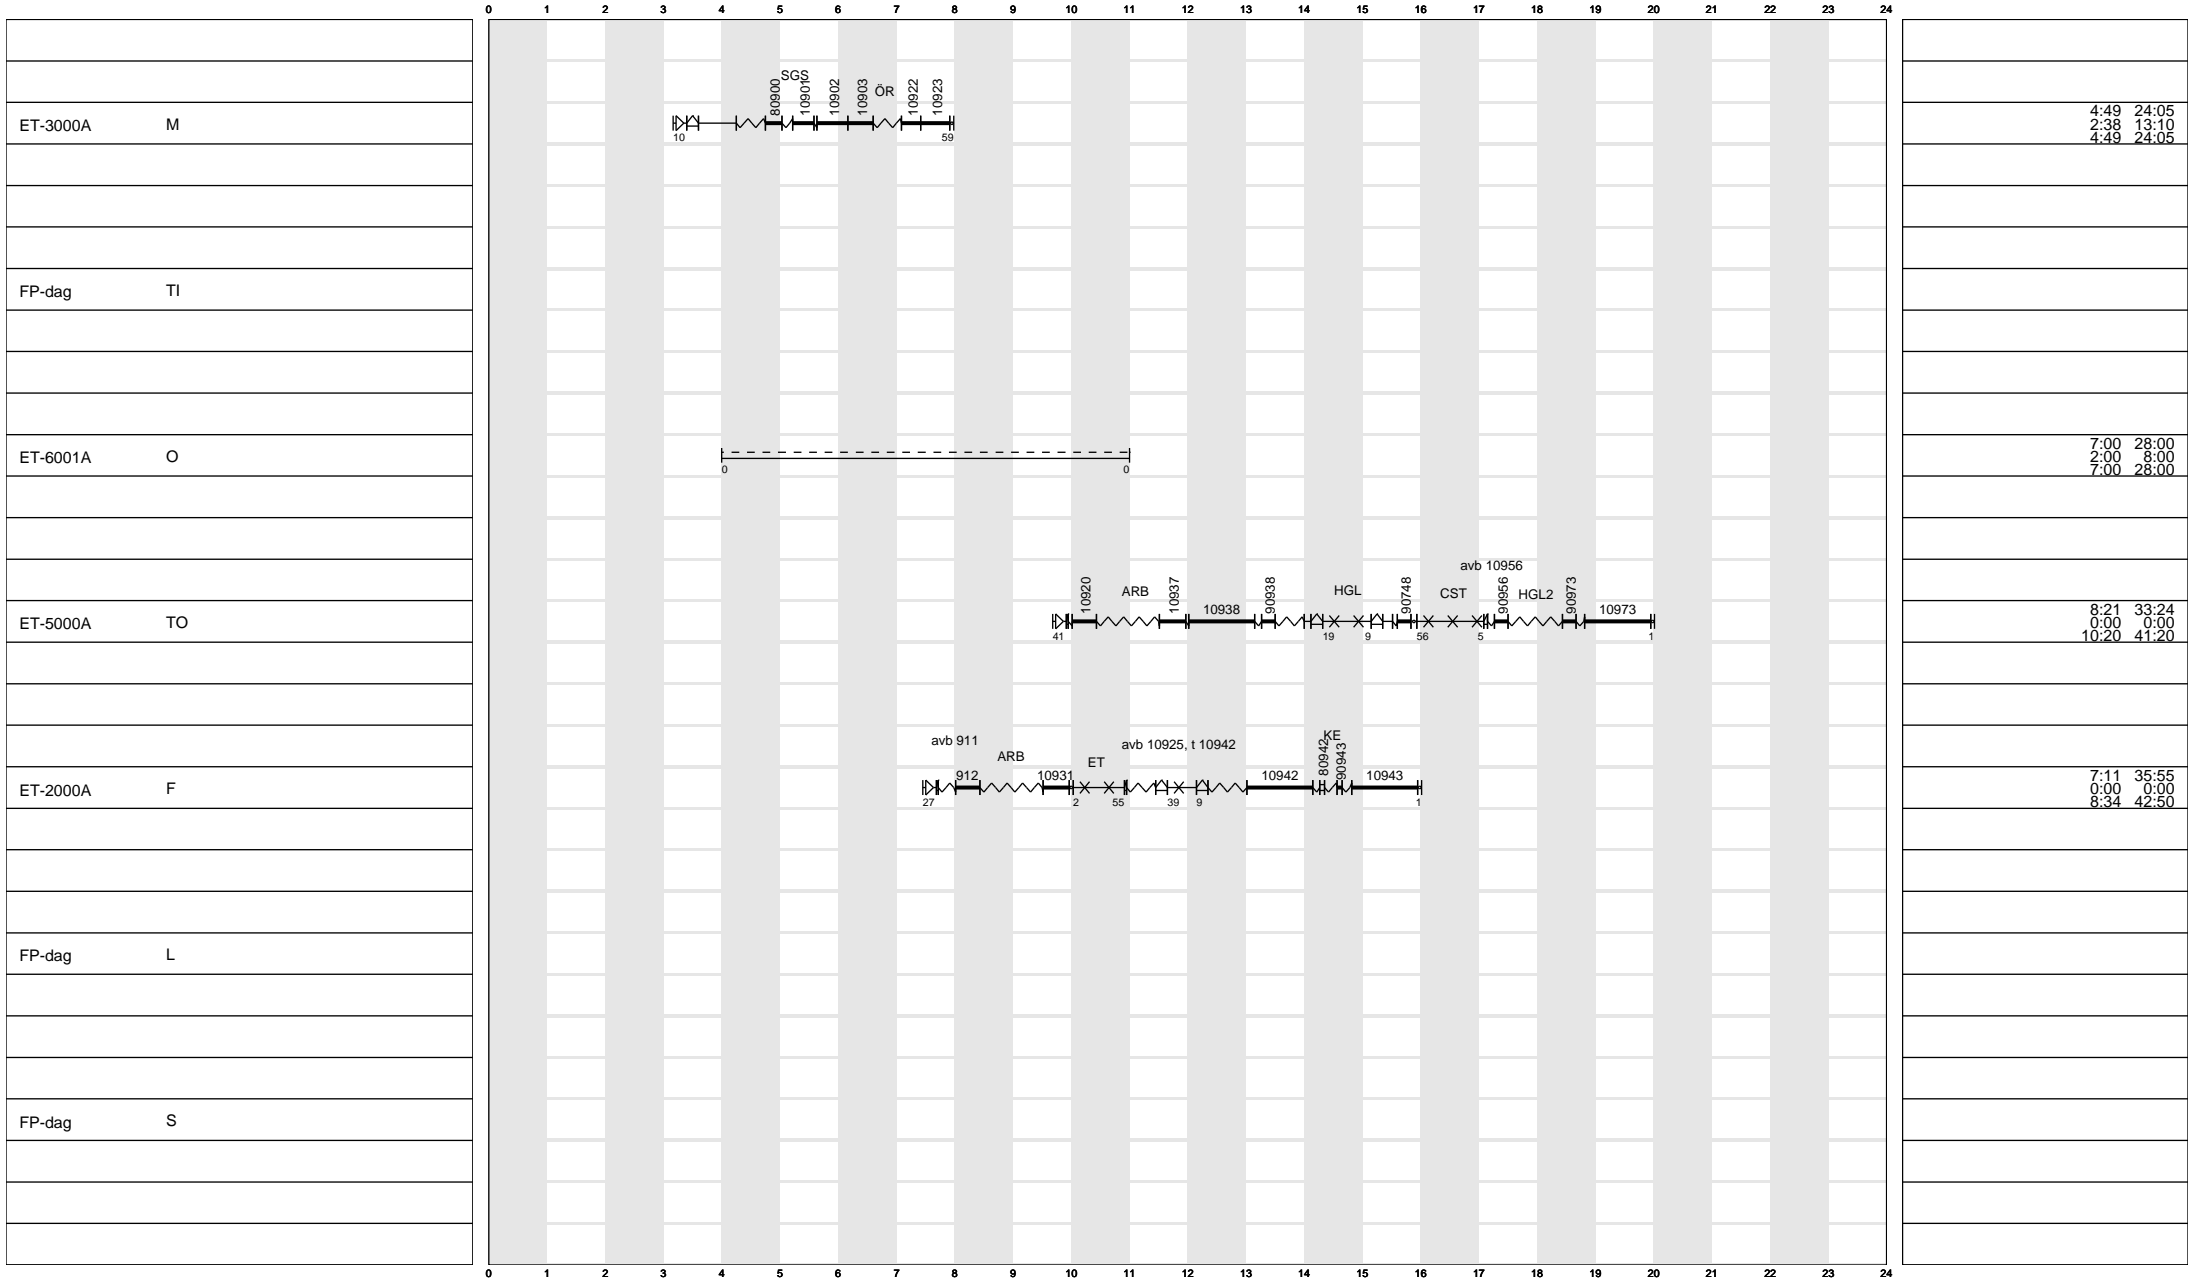 0 1 2 3 4 5 6 7 8 9 10 11 12 13 14 15 16 17 18 19 20 21 22 23 24
SGS
80900 10901 10902 10903 ÖR 10922 10923
ET-3000A M
10 59
4:49 24:05
2:38 13:10
4:49 24:05
FP-dag TI
ET-6001A O
0 0
7:00 28:00
2:00 8:00
7:00 28:00
avb 10956
10920 ARB 10937 10938 90938 HGL 90748 CST 90956 HGL2 90973 10973
ET-5000A TO
41 19 9 56 5 1
8:21 33:24
0:00 0:00
10:20 41:20
avb 911 avb 10925, t 10942 KE
912 ARB 10931 ET 10942 80942 90943 10943
ET-2000A F
27 2 55 39 9 1
7:11 35:55
0:00 0:00
8:34 42:50
FP-dag L
FP-dag S
0 1 2 3 4 5 6 7 8 9 10 11 12 13 14 15 16 17 18 19 20 21 22 23 24